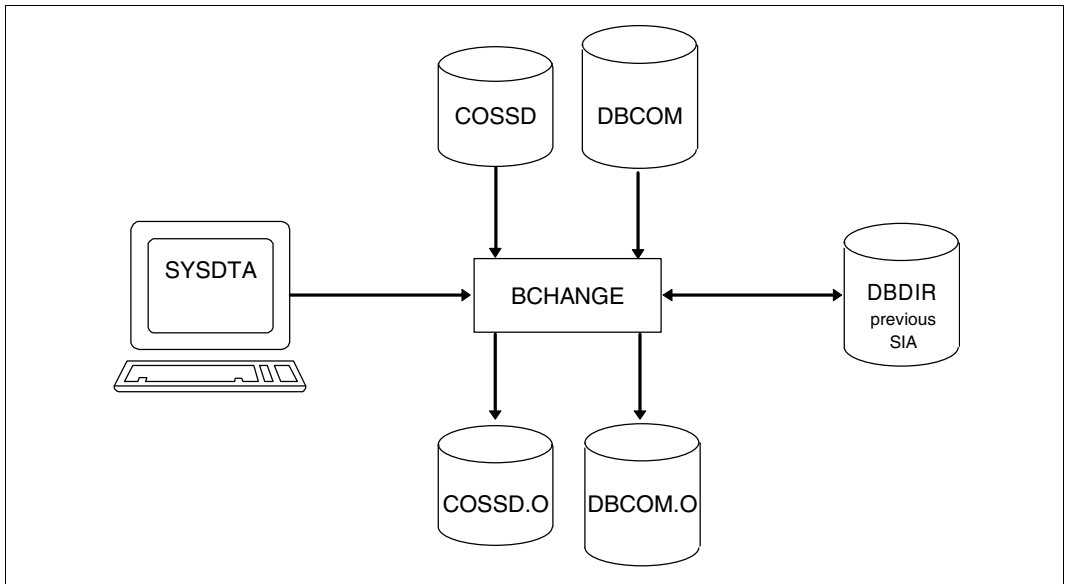 COSSD
DBCOM
SYSDTA
BCHANGE
DBDIR
previous
SIA
COSSD.O
DBCOM.O